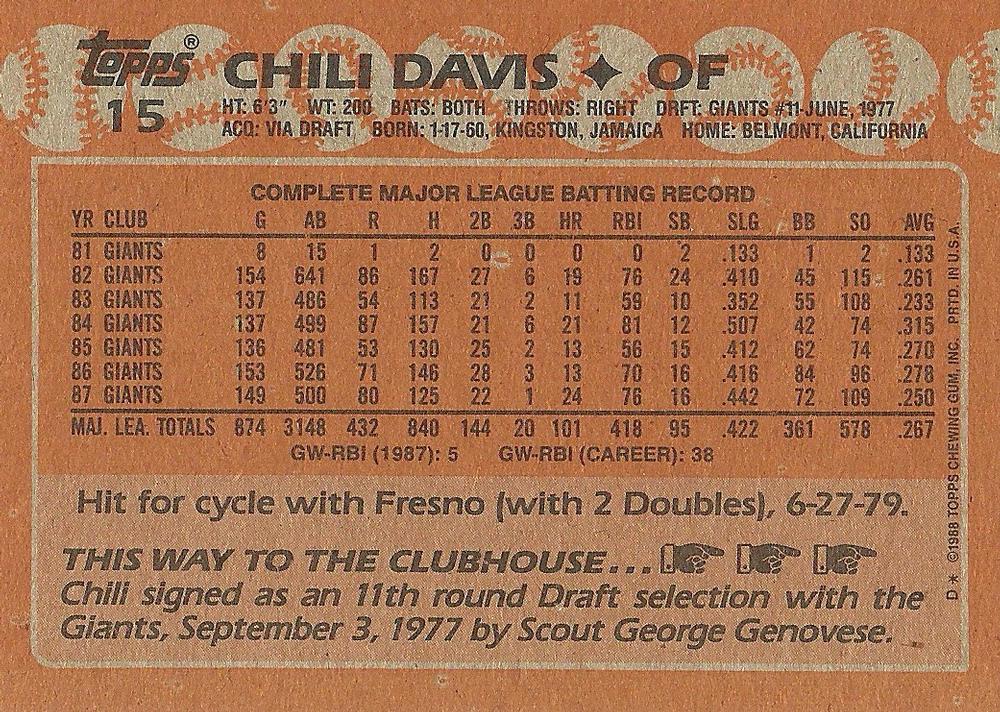 topps® CHILI DAVIS ✦ OF
15 HT: 6'3" WT: 200 BATS: BOTH THROWS: RIGHT DRFT: GIANTS #11-JUNE, 1977
ACQ: VIA DRAFT BORN: 1-17-60, KINGSTON, JAMAICA HOME: BELMONT, CALIFORNIA
COMPLETE MAJOR LEAGUE BATTING RECORD
YR CLUB G AB R H 2B 3B HR RBI SB SLG BB SO AVG
81 GIANTS 8 15 1 2 0 0 0 0 2 .133 1 2 .133
82 GIANTS 154 641 86 167 27 6 19 76 24 .410 45 115 .261
83 GIANTS 137 486 54 113 21 2 11 59 10 .352 55 108 .233
84 GIANTS 137 499 87 157 21 6 21 81 12 .507 42 74 .315
85 GIANTS 136 481 53 130 25 2 13 56 15 .412 62 74 .270
86 GIANTS 153 526 71 146 28 3 13 70 16 .416 84 96 .278
87 GIANTS 149 500 80 125 22 1 24 76 16 .442 72 109 .250
MAJ. LEA. TOTALS 874 3148 432 840 144 20 101 418 95 .422 361 578 .267
GW-RBI (1987): 5 GW-RBI (CAREER): 38
Hit for cycle with Fresno (with 2 Doubles), 6-27-79.
THIS WAY TO THE CLUBHOUSE...
Chili signed as an 11th round Draft selection with the
Giants, September 3, 1977 by Scout George Genovese.
D* ©1988 TOPPS CHEWING GUM, INC. PRTD. IN U.S.A.